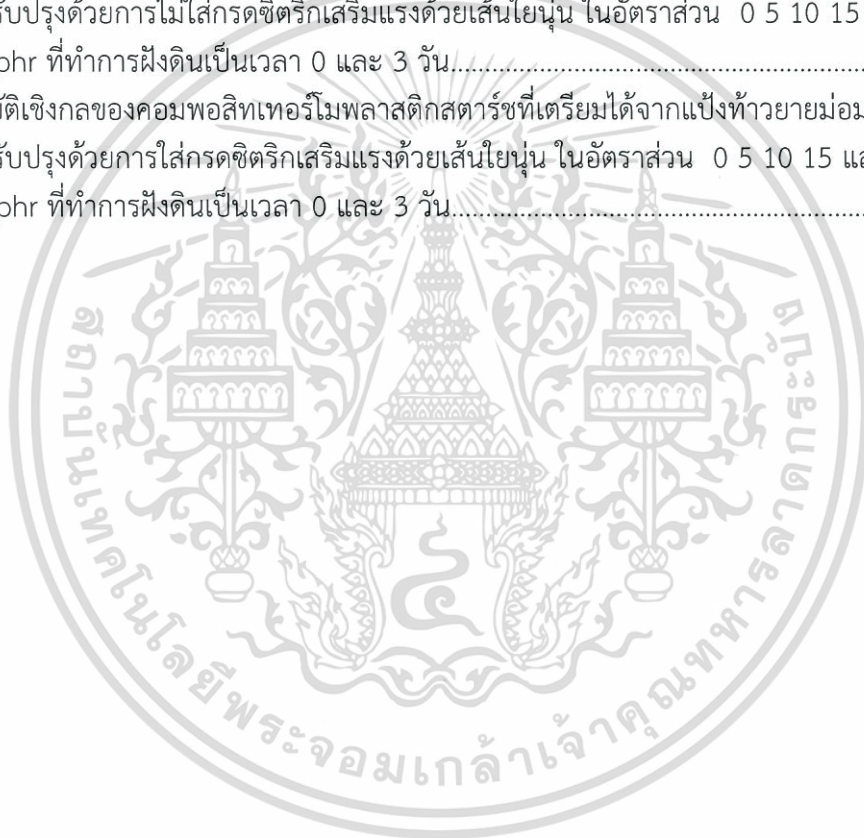 รับปรุงด้วยการไม่ใส่กรดซิตริกเสริมแรงด้วยเส้นใยนุ่น ในอัตราส่วน 0 5 10 15
phr ที่ทำการฝังดินเป็นเวลา 0 และ 3 วัน
บัติเชิงกลของคอมพอสิทเทอร์โมพลาสติกสตาร์ชที่เตรียมได้จากแป้งท้าวยายม่อม
รับปรุงด้วยการใส่กรดซิตริกเสริมแรงด้วยเส้นใยนุ่น ในอัตราส่วน 0 5 10 15 แล
phr ที่ทำการฝังดินเป็นเวลา 0 และ 3 วัน
สถาบันเทคโนโลยีพระจอมเกล้าเจ้าคุณทหารลาดกระบัง